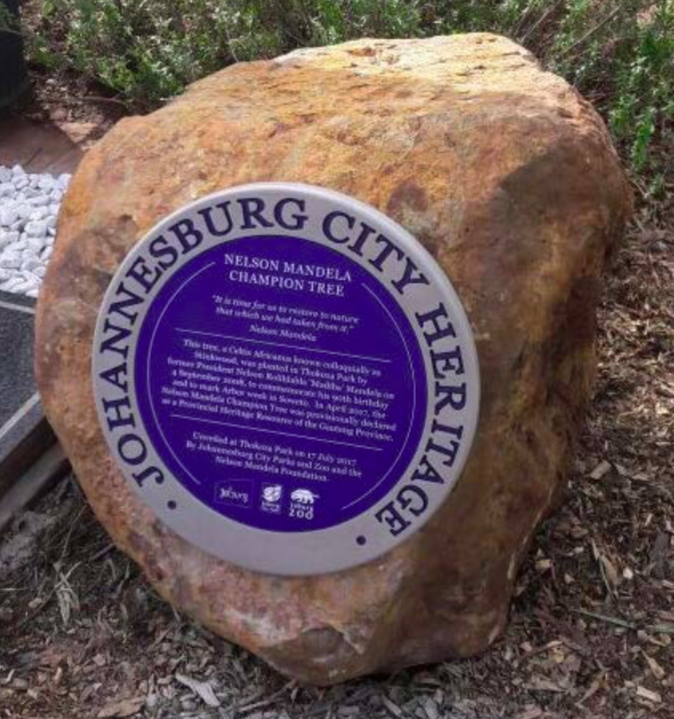 JOHANNESBURG CITY HERITAGE
NELSON MANDELA
CHAMPION TREE
"It is time for us to restore to nature
that which we had taken from it."
Nelson Mandela
This tree, a Celtis Africanus known colloquially as
Stinkwood, was planted in Thokoza Park by
former President Nelson Rolihlahla 'Madiba' Mandela on
4 September 2008, to commemorate his 90th birthday
and to mark Arbor week in Soweto. In April 2017, the
Nelson Mandela Champion Tree was provisionally declared
as a Provincial Heritage Resource of the Gauteng Province.
Unveiled at Thokoza Park on 17 July 2017
By Johannesburg City Parks and Zoo and the
Nelson Mandela Foundation.
Joburg
joburg
ZOO